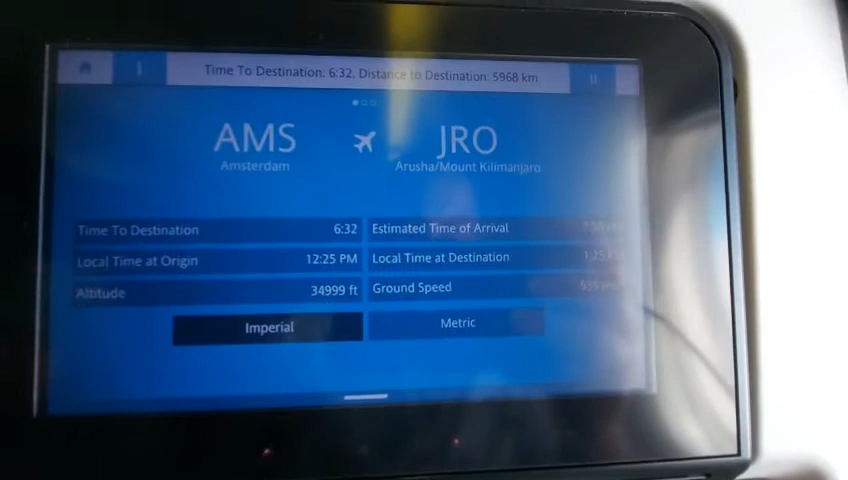 Time To Destination: 6:32, Distance to Destination: 5968 km
AMS JRO
Amsterdam Arusha/Mount Kilimanjaro
Time To Destination 6:32 Estimated Time of Arrival
Local Time at Origin 12:25 PM Local Time at Destination
Altitude 34999 ft Ground Speed
Imperial Metric